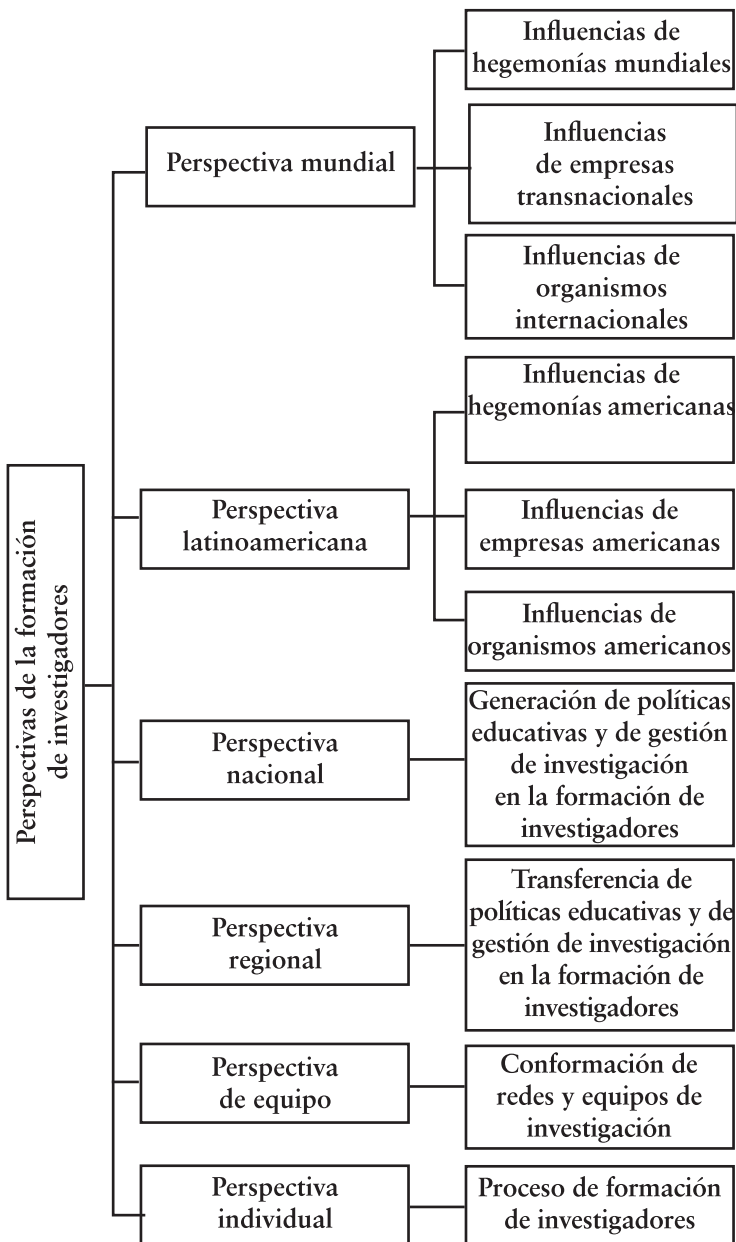 Perspectivas de la formación
de investigadores
Perspectiva mundial
Influencias de
hegemonías mundiales
Influencias
de empresas
transnacionales
Influencias de
organismos
internacionales
Perspectiva
latinoamericana
Influencias de
hegemonías americanas
Influencias de
empresas americanas
Influencias de
organismos americanos
Perspectiva
nacional
Generación de políticas
educativas y de gestión
de investigación
en la formación de
investigadores
Perspectiva
regional
Transferencia de
políticas educativas y de
gestión de investigación
en la formación de
investigadores
Perspectiva
de equipo
Conformación de
redes y equipos de
investigación
Perspectiva
individual
Proceso de formación
de investigadores